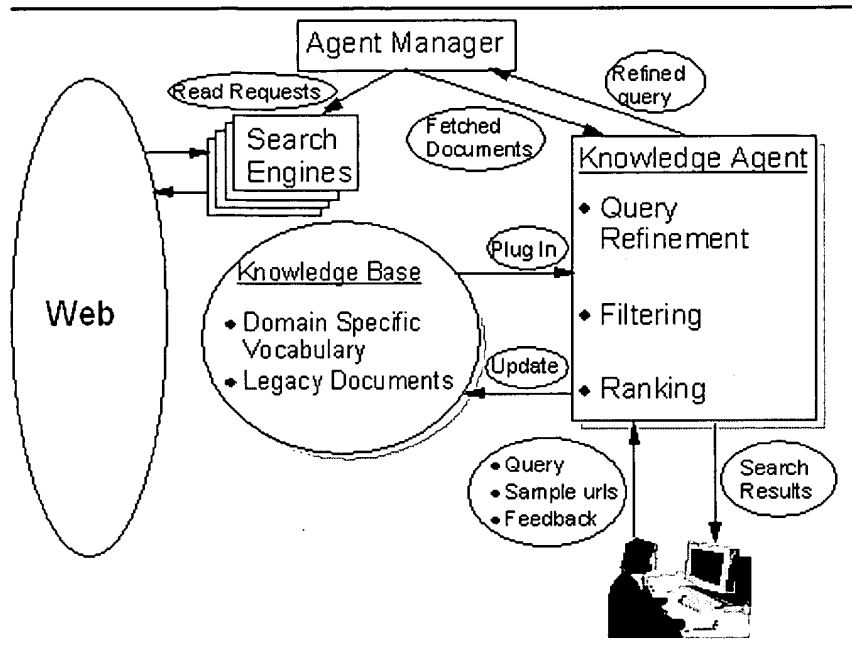 Agent Manager
Read Requests
Refined
query
Search
Engines
Fetched
Documents
Knowledge Agent
• Query
Refinement
• Filtering
• Ranking
Plug In
Knowledge Base
• Domain Specific
Vocabulary
• Legacy Documents
Web
Update
• Query
• Sample urls
• Feedback
Search
Results